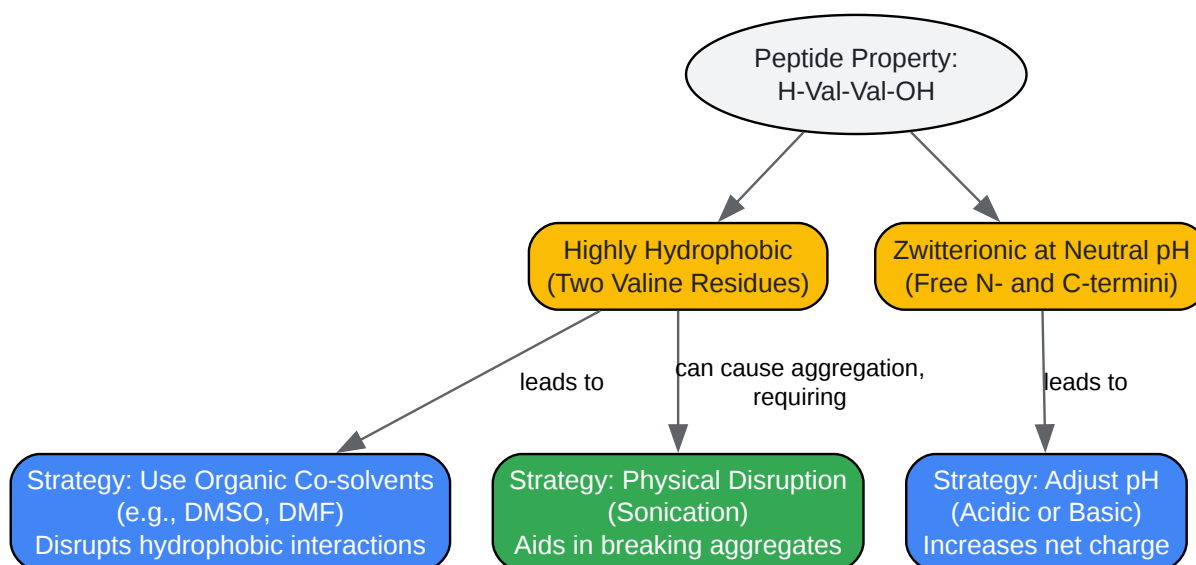 Peptide Property:
H-Val-Val-OH
Highly Hydrophobic
(Two Valine Residues)
Zwitterionic at Neutral pH
(Free N- and C-termini)
leads to
can cause aggregation,
requiring
leads to
Strategy: Use Organic Co-solvents
(e.g., DMSO, DMF)
Disrupts hydrophobic interactions
Strategy: Physical Disruption
(Sonication)
Aids in breaking aggregates
Strategy: Adjust pH
(Acidic or Basic)
Increases net charge